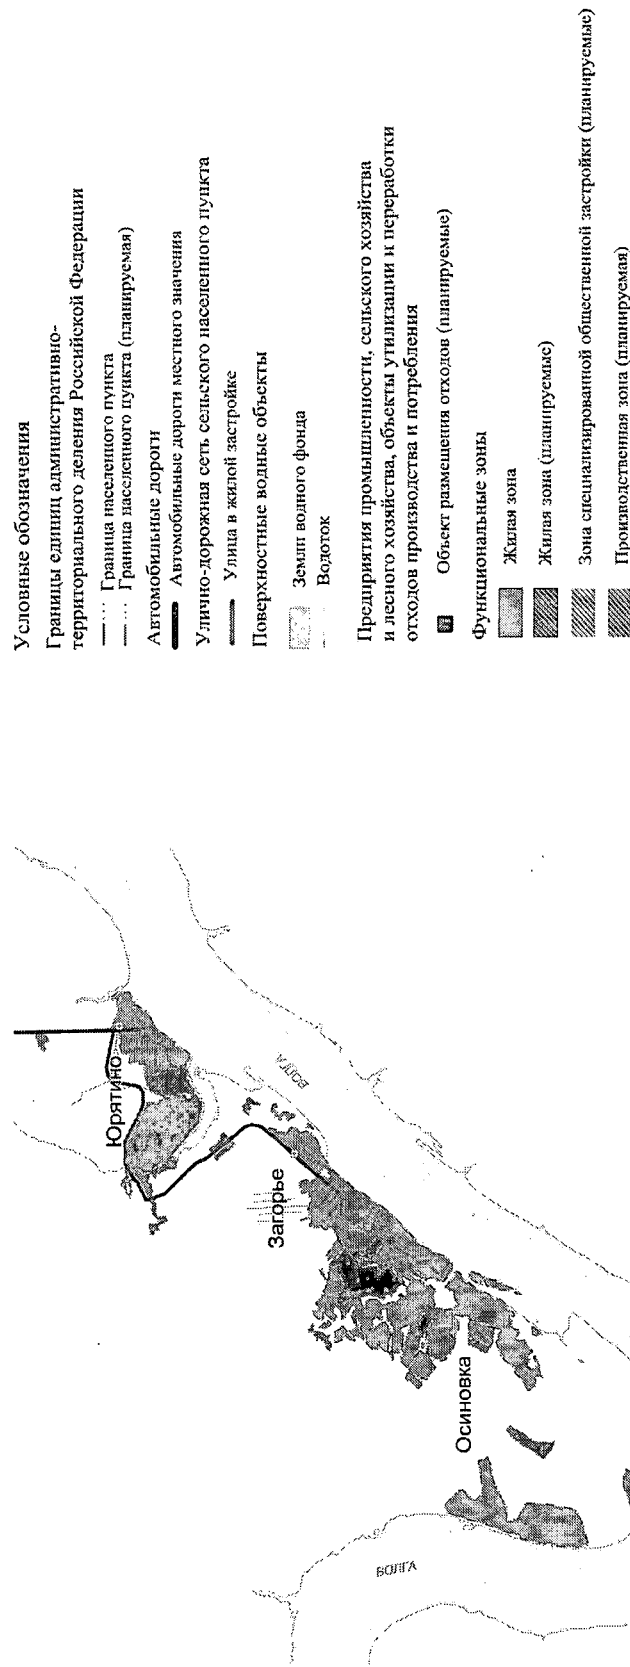 Условные обозначения
Границы единиц административно-
территориального деления Российской Федерации
Граница населенного пункта
Граница населенного пункта (планируемая)
Автомобильные дороги
Автомобильные дороги местного значения
Улично-дорожная сеть сельского населенного пункта
Улица в жилой застройке
Поверхностные водные объекты
Земли водного фонда
Водоток
Предприятия промышленности, сельского хозяйства
и лесного хозяйства, объекты утилизации и переработки
отходов производства и потребления
Объект размещения отходов (планируемые)
Функциональные зоны
Жилая зона
Жилая зона (планируемые)
Зона специализированной общественной застройки (планируемые)
Производственная зона (планируемая)
Юрятино
ВОЛГА
Загорье
Осиновка
ВОЛГА